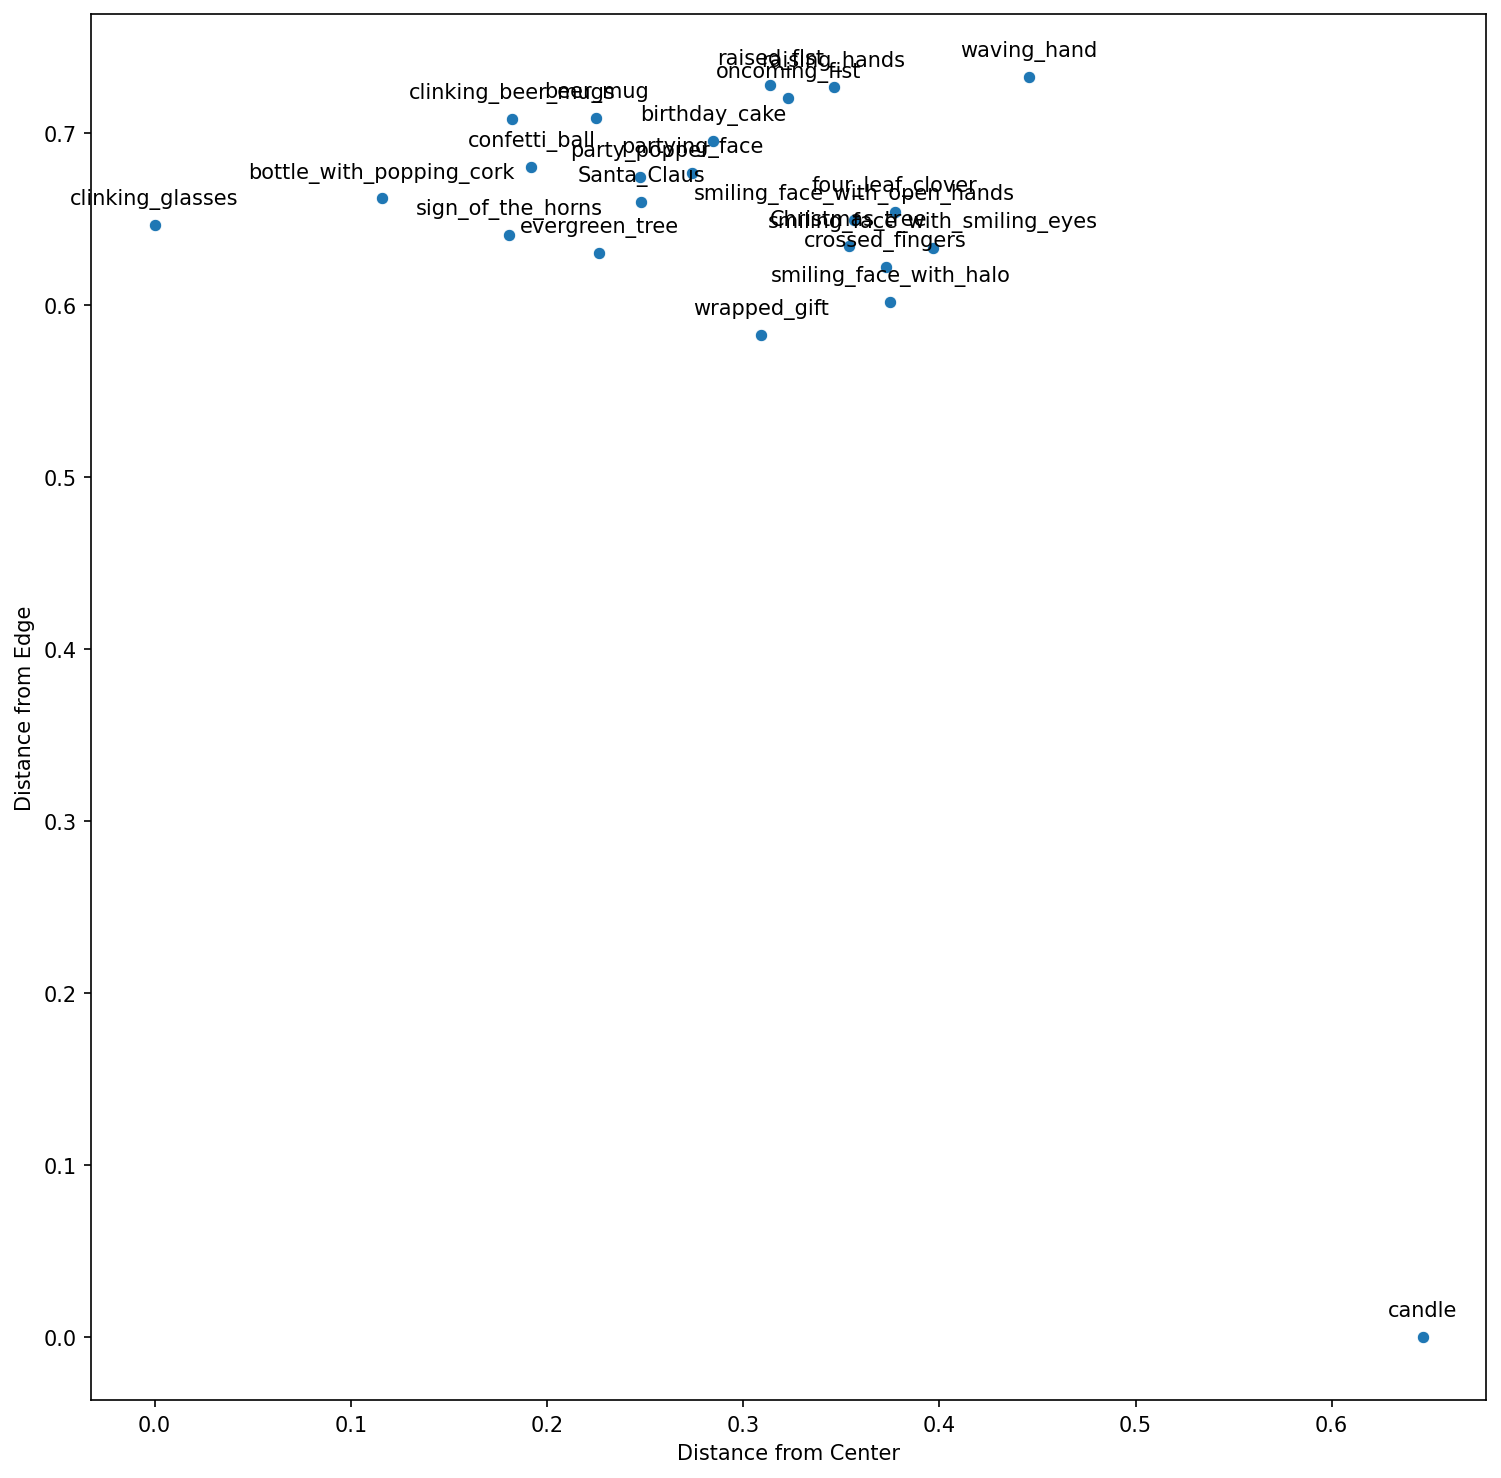 waving_hand
raised_fist
raising_hands
oncoming_fist
clinking_beer_mugs
beer_mug
birthday_cake
confetti_ball
party_popper
partying_face
bottle_with_popping_cork
Santa_Claus
clinking_glasses
four_leaf_clover
smiling_face_with_open_hands
sign_of_the_horns
evergreen_tree
Christmas_tree
smiling_face_with_smiling_eyes
crossed_fingers
smiling_face_with_halo
wrapped_gift
candle
0.7
0.6
0.5
0.4
0.3
0.2
0.1
0.0
Distance from Edge
0.0 0.1 0.2 0.3 0.4 0.5 0.6
Distance from Center